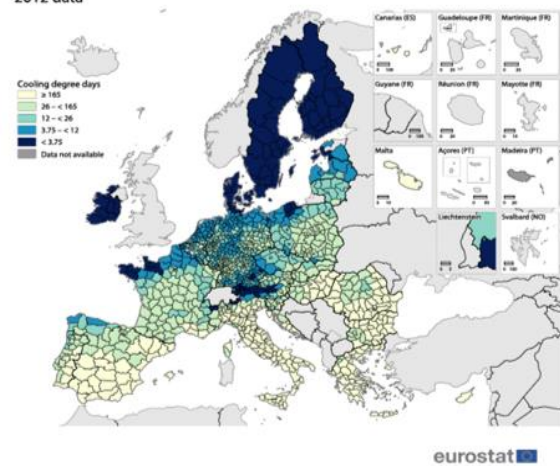 2012 data
Cooling degree days
≥ 165
26 – < 165
12 – < 26
3.75 – < 12
< 3.75
Data not available
Canarias (ES)
Guadeloupe (FR)
Martinique (FR)
Guyane (FR)
Réunion (FR)
Mayotte (FR)
Malta
Açores (PT)
Madeira (PT)
Liechtenstein
Svalbard (NO)
eurostat